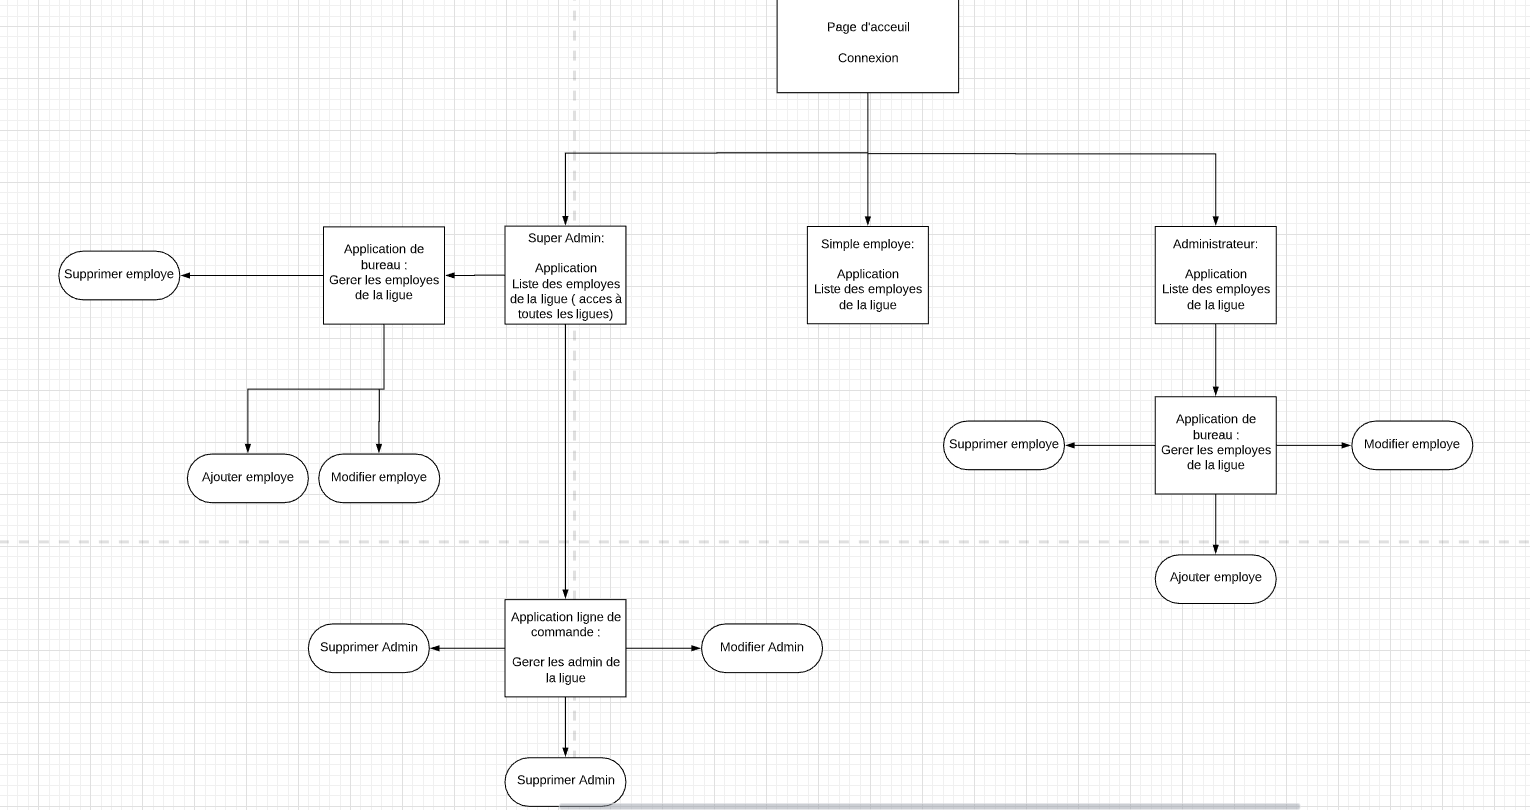 Page d'acceuil
Connexion
Super Admin:
Application
Liste des employes
de la ligue ( acces à
toutes les ligues)
Simple employe:
Application
Liste des employes
de la ligue
Administrateur:
Application
Liste des employes
de la ligue
Application de
bureau :
Gerer les employes
de la ligue
Supprimer employe
Ajouter employe
Modifier employe
Application de
bureau :
Gerer les employes
de la ligue
Supprimer employe
Modifier employe
Ajouter employe
Application ligne de
commande :
Gerer les admin de
la ligue
Supprimer Admin
Modifier Admin
Supprimer Admin